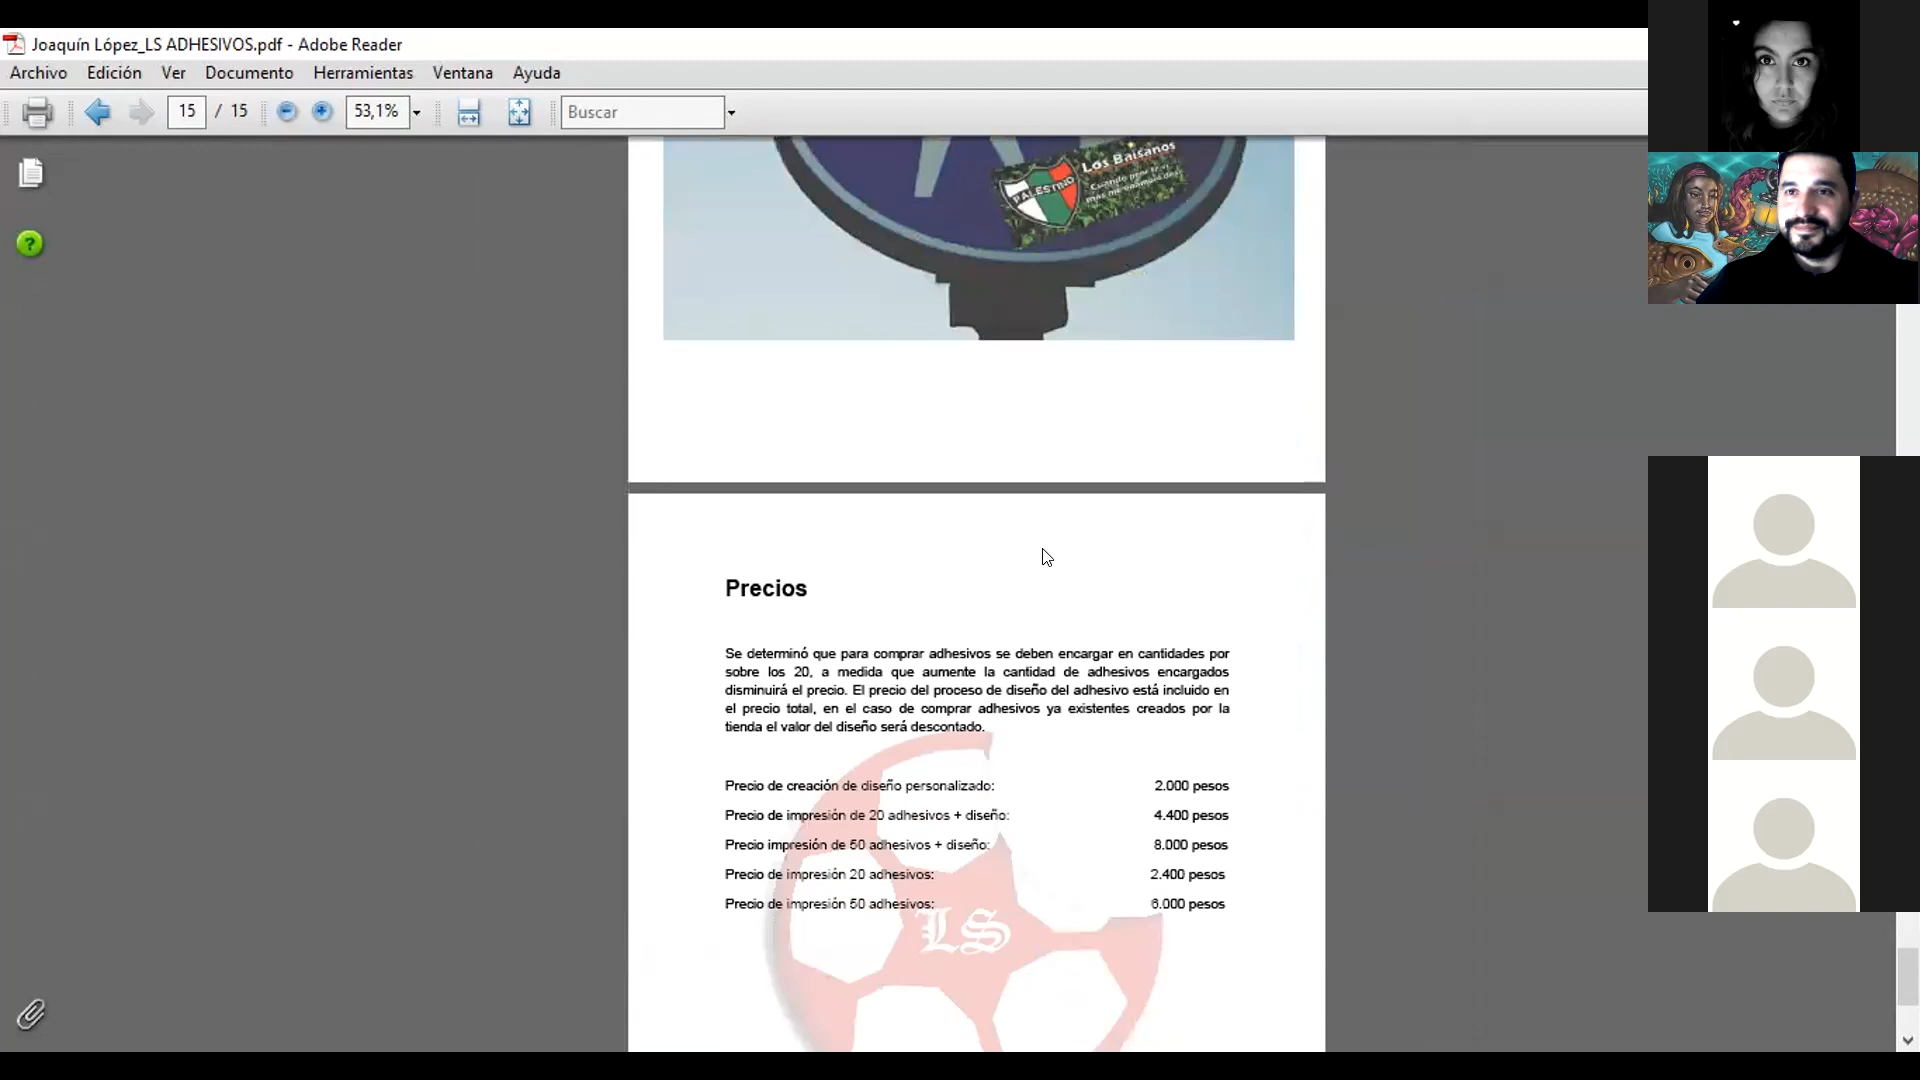 Joaquín López_LS ADHESIVOS.pdf - Adobe Reader
Archivo Edición Ver Documento Herramientas Ventana Ayuda
15 / 15 53,1% Buscar
Los Baisanos
PALESTINO
Precios
Se determinó que para comprar adhesivos se deben encargar en cantidades por
sobre los 20, a medida que aumente la cantidad de adhesivos encargados
disminuirá el precio. El precio del proceso de diseño del adhesivo está incluido en
el precio total, en el caso de comprar adhesivos ya existentes creados por la
tienda el valor del diseño será descontado.
Precio de creación de diseño personalizado: 2.000 pesos
Precio de impresión de 20 adhesivos + diseño: 4.400 pesos
Precio impresión de 50 adhesivos + diseño: 8.000 pesos
Precio de impresión 20 adhesivos: 2.400 pesos
Precio de impresión 50 adhesivos: 6.000 pesos
LS